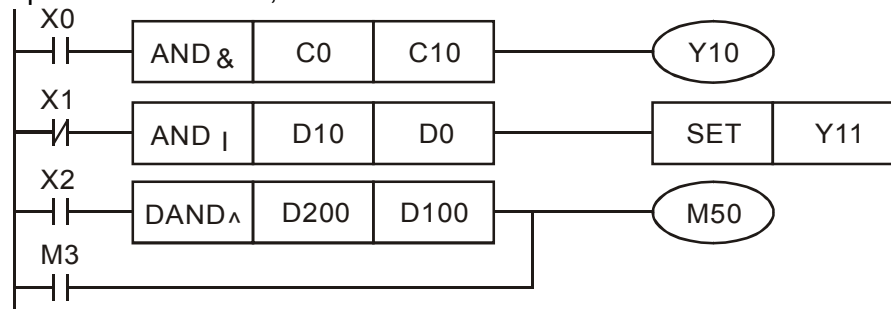 X0
AND & C0 C10 Y10
X1
AND | D10 D0 SET Y11
X2
DAND^ D200 D100 M50
M3